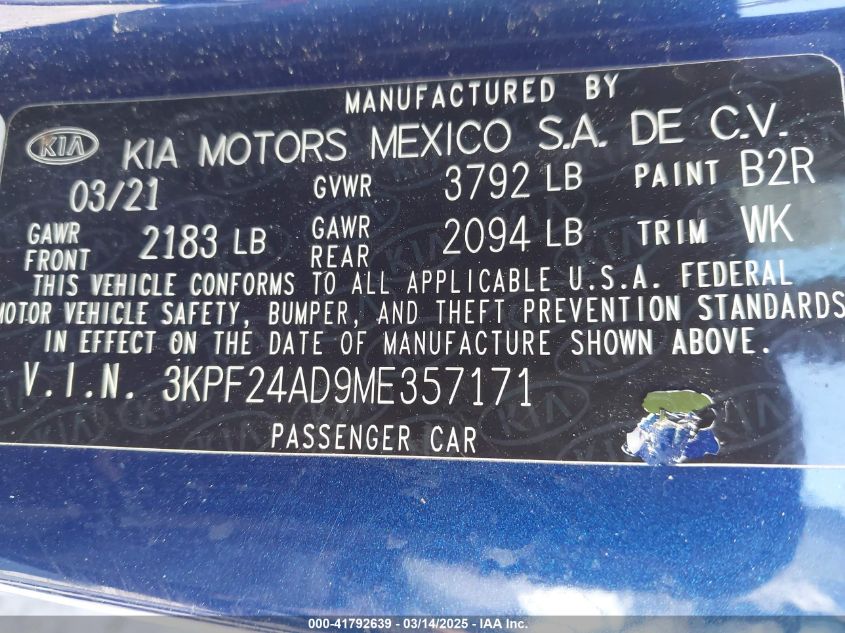 MANUFACTURED BY
KIA KIA MOTORS MEXICO S.A. DE C.V.
03/21 GVWR 3792 LB PAINT B2R
GAWR FRONT 2183 LB GAWR REAR 2094 LB TRIM WK
THIS VEHICLE CONFORMS TO ALL APPLICABLE U.S.A. FEDERAL
MOTOR VEHICLE SAFETY, BUMPER, AND THEFT PREVENTION STANDARDS
IN EFFECT ON THE DATE OF MANUFACTURE SHOWN ABOVE.
V.I.N. 3KPF24AD9ME357171
PASSENGER CAR
000-41792639 - 03/14/2025 - IAA Inc.